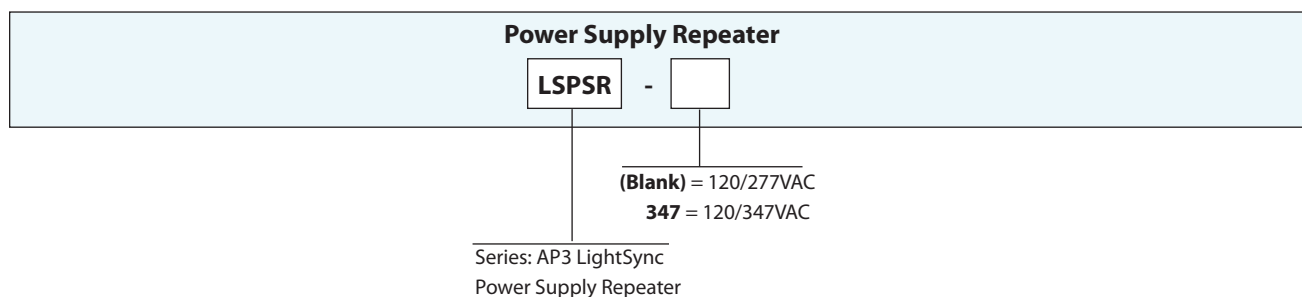 Power Supply Repeater
LSPSR -
(Blank) = 120/277VAC
347 = 120/347VAC
Series: AP3 LightSync
Power Supply Repeater